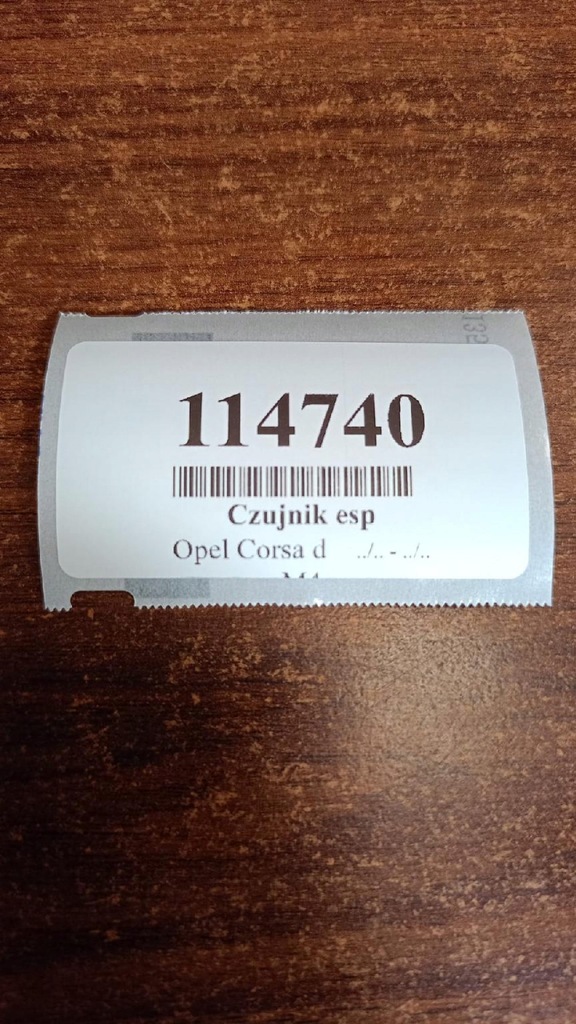 114740
Czujnik esp
Opel Corsa d ../.. - ../..